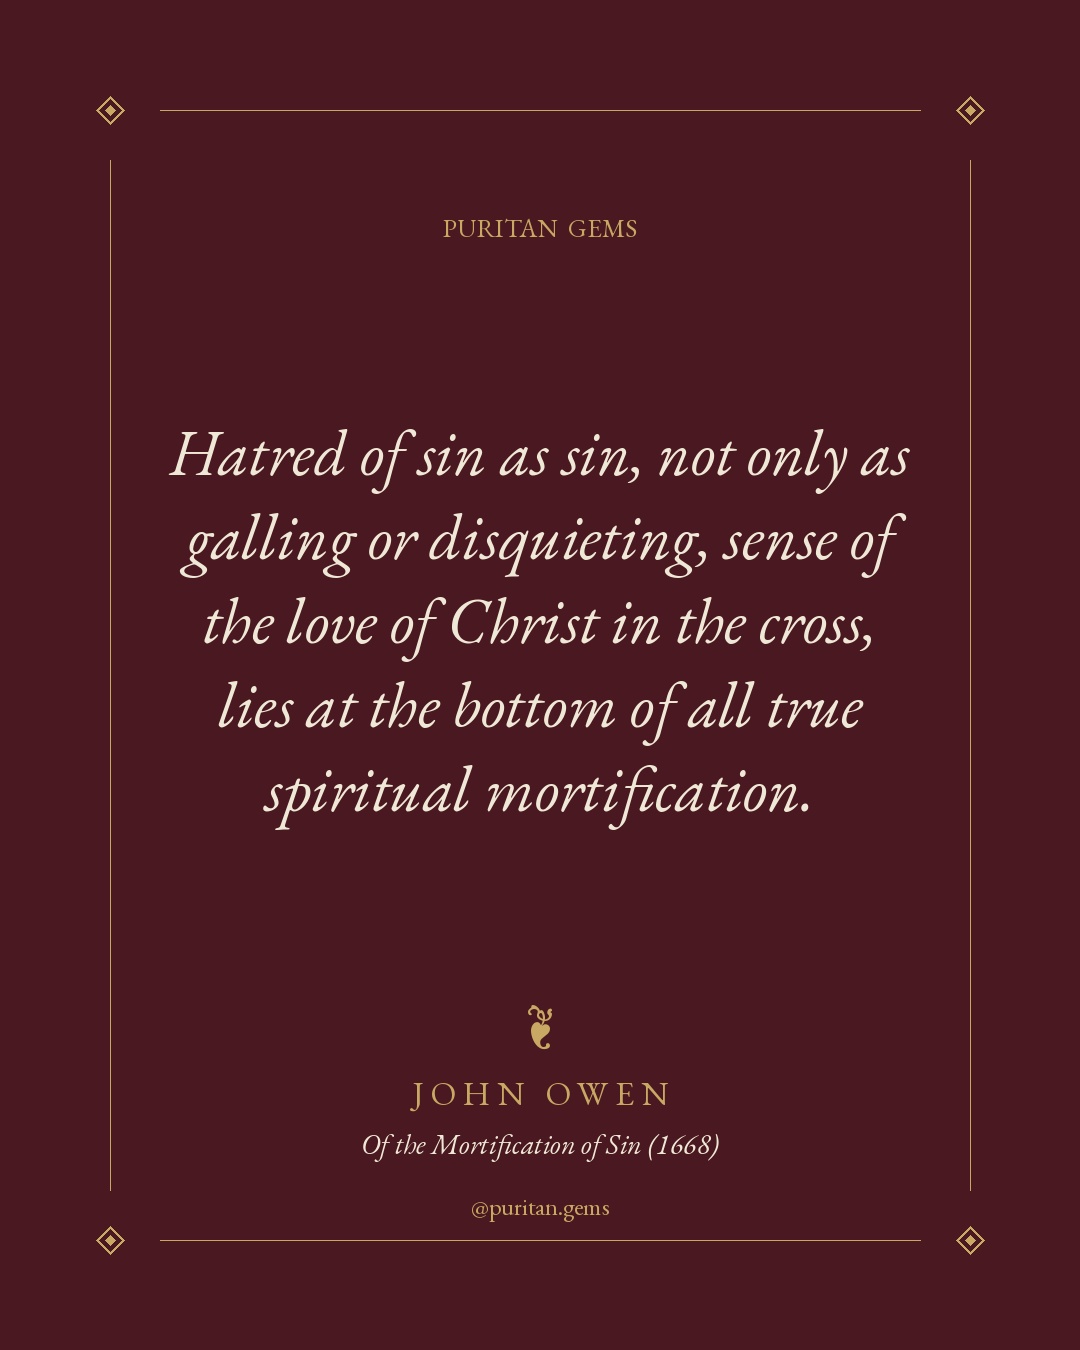 PURITAN GEMS
Hatred of sin as sin, not only as
galling or disquieting, sense of
the love of Christ in the cross,
lies at the bottom of all true
spiritual mortification.
JOHN OWEN
Of the Mortification of Sin (1668)
@puritan.gems